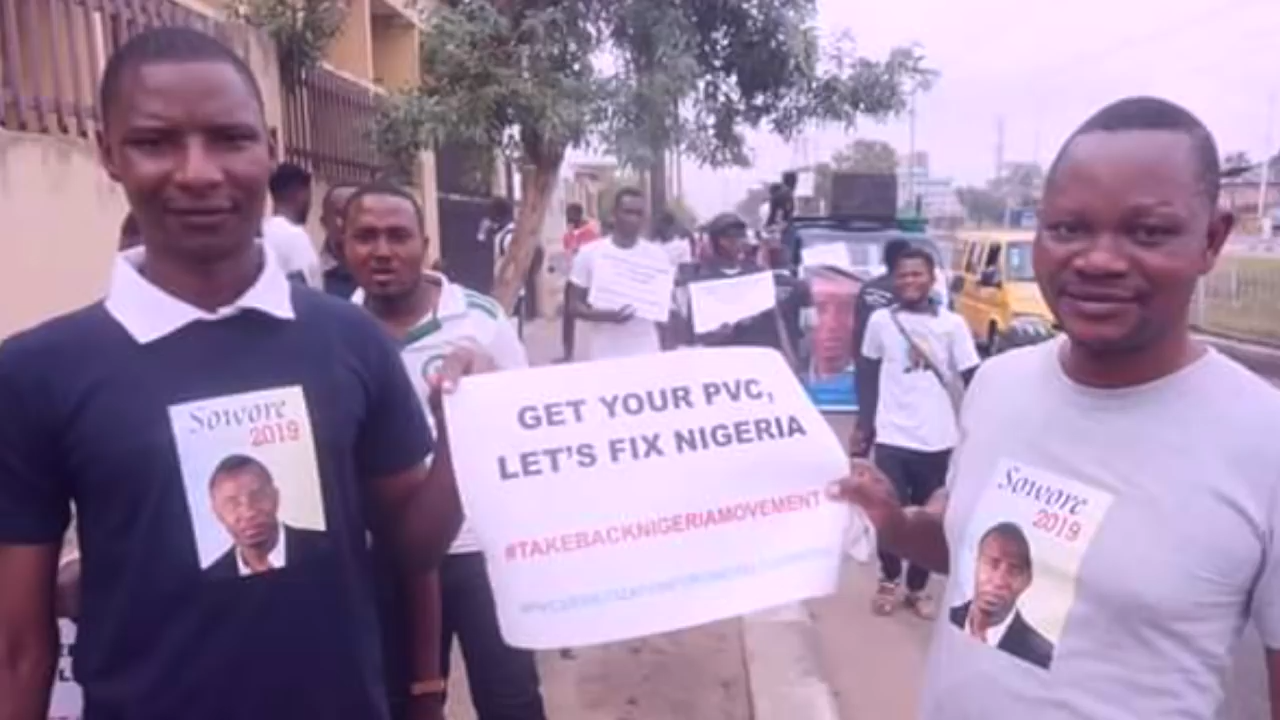 Sowore
2019
GET YOUR PVC,
LET'S FIX NIGERIA
#TAKEBACKNIGERIAMOVEMENT
Sowore
2019